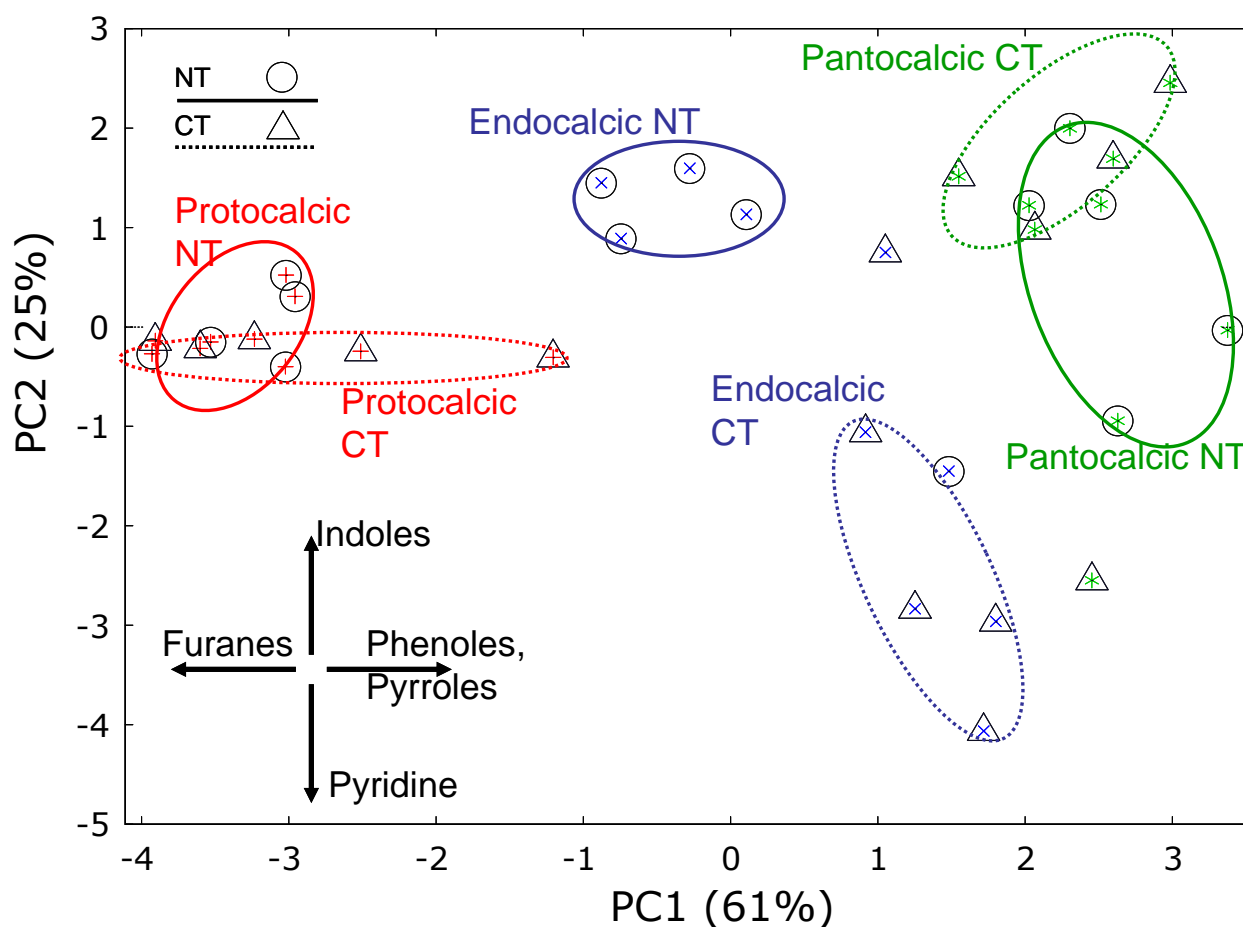 3
2
1
0
-1
-2
-3
-4
-5
PC2 (25%)
NT
CT
Endocalcic NT
Pantocalcic CT
Protocalcic
NT
Protocalcic
CT
Endocalcic
CT
Pantocalcic NT
Indoles
Furanes
Phenoles,
Pyrroles
Pyridine
-4 -3 -2 -1 0 1 2 3
PC1 (61%)